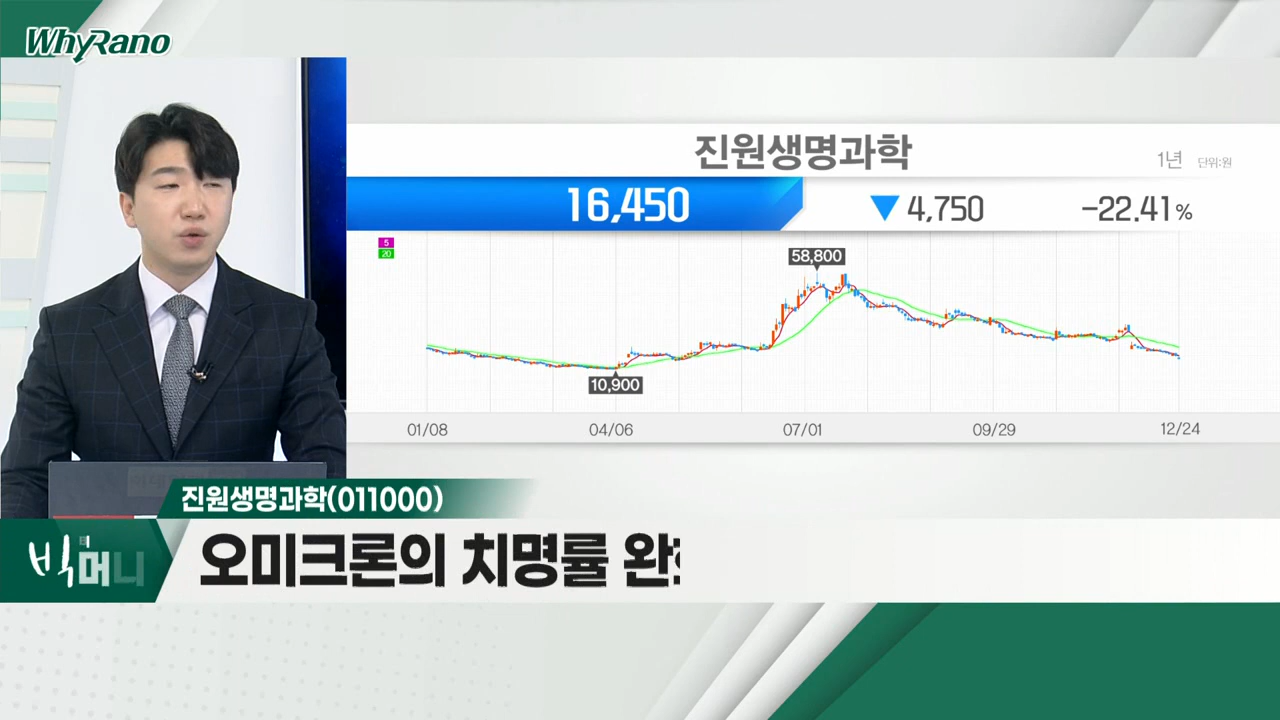 WhyRano
진원생명과학
1년 단위:원
16,450 ▼ 4,750 -22.41%
5
20
58,800
10,900
01/08 04/06 07/01 09/29 12/24
진원생명과학(011000)
빅 머니
오미크론의 치명률